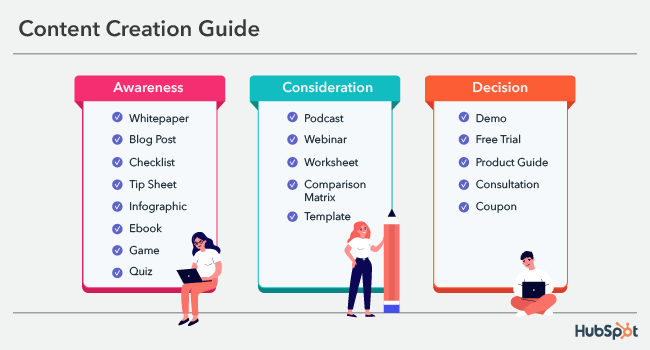 Content Creation Guide
Awareness
Whitepaper
Blog Post
Checklist
Tip Sheet
Infographic
Ebook
Game
Quiz
Consideration
Podcast
Webinar
Worksheet
Comparison
Matrix
Template
Decision
Demo
Free Trial
Product Guide
Consultation
Coupon
HubSpot